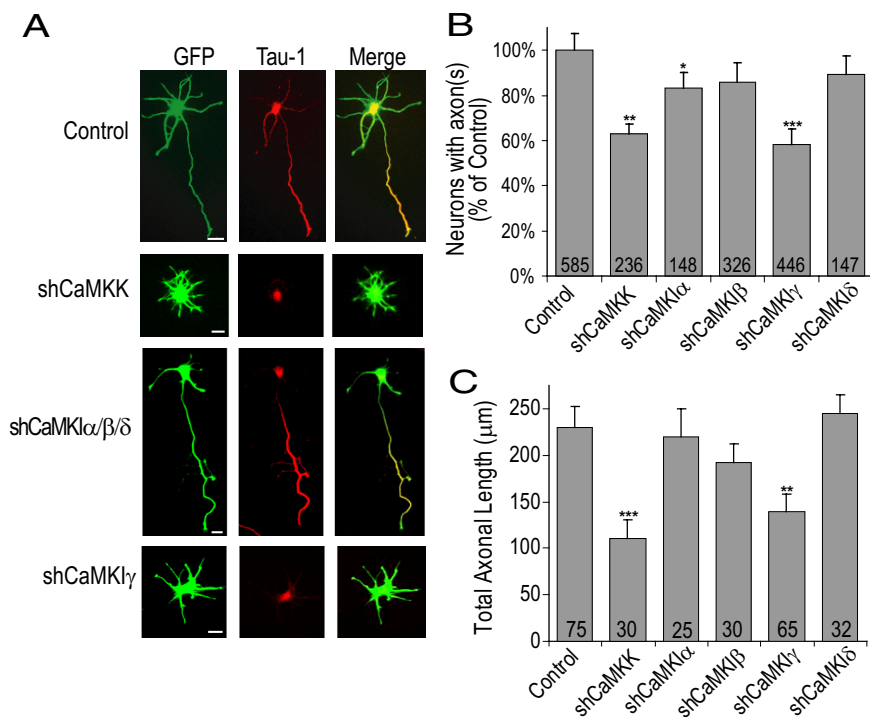 A
GFP Tau-1 Merge
Control
shCaMKK
shCaMKIα/β/δ
shCaMKIγ
B
Neurons with axon(s)
(% of Control)
100%
80%
60%
40%
20%
0%
* ** ***
585 236 148 326 446 147
Control shCaMKK shCaMKIα shCaMKIβ shCaMKIγ shCaMKIδ
C
Total Axonal Length (μm)
250
200
150
100
50
0
*** **
75 30 25 30 65 32
Control shCaMKK shCaMKIα shCaMKIβ shCaMKIγ shCaMKIδ